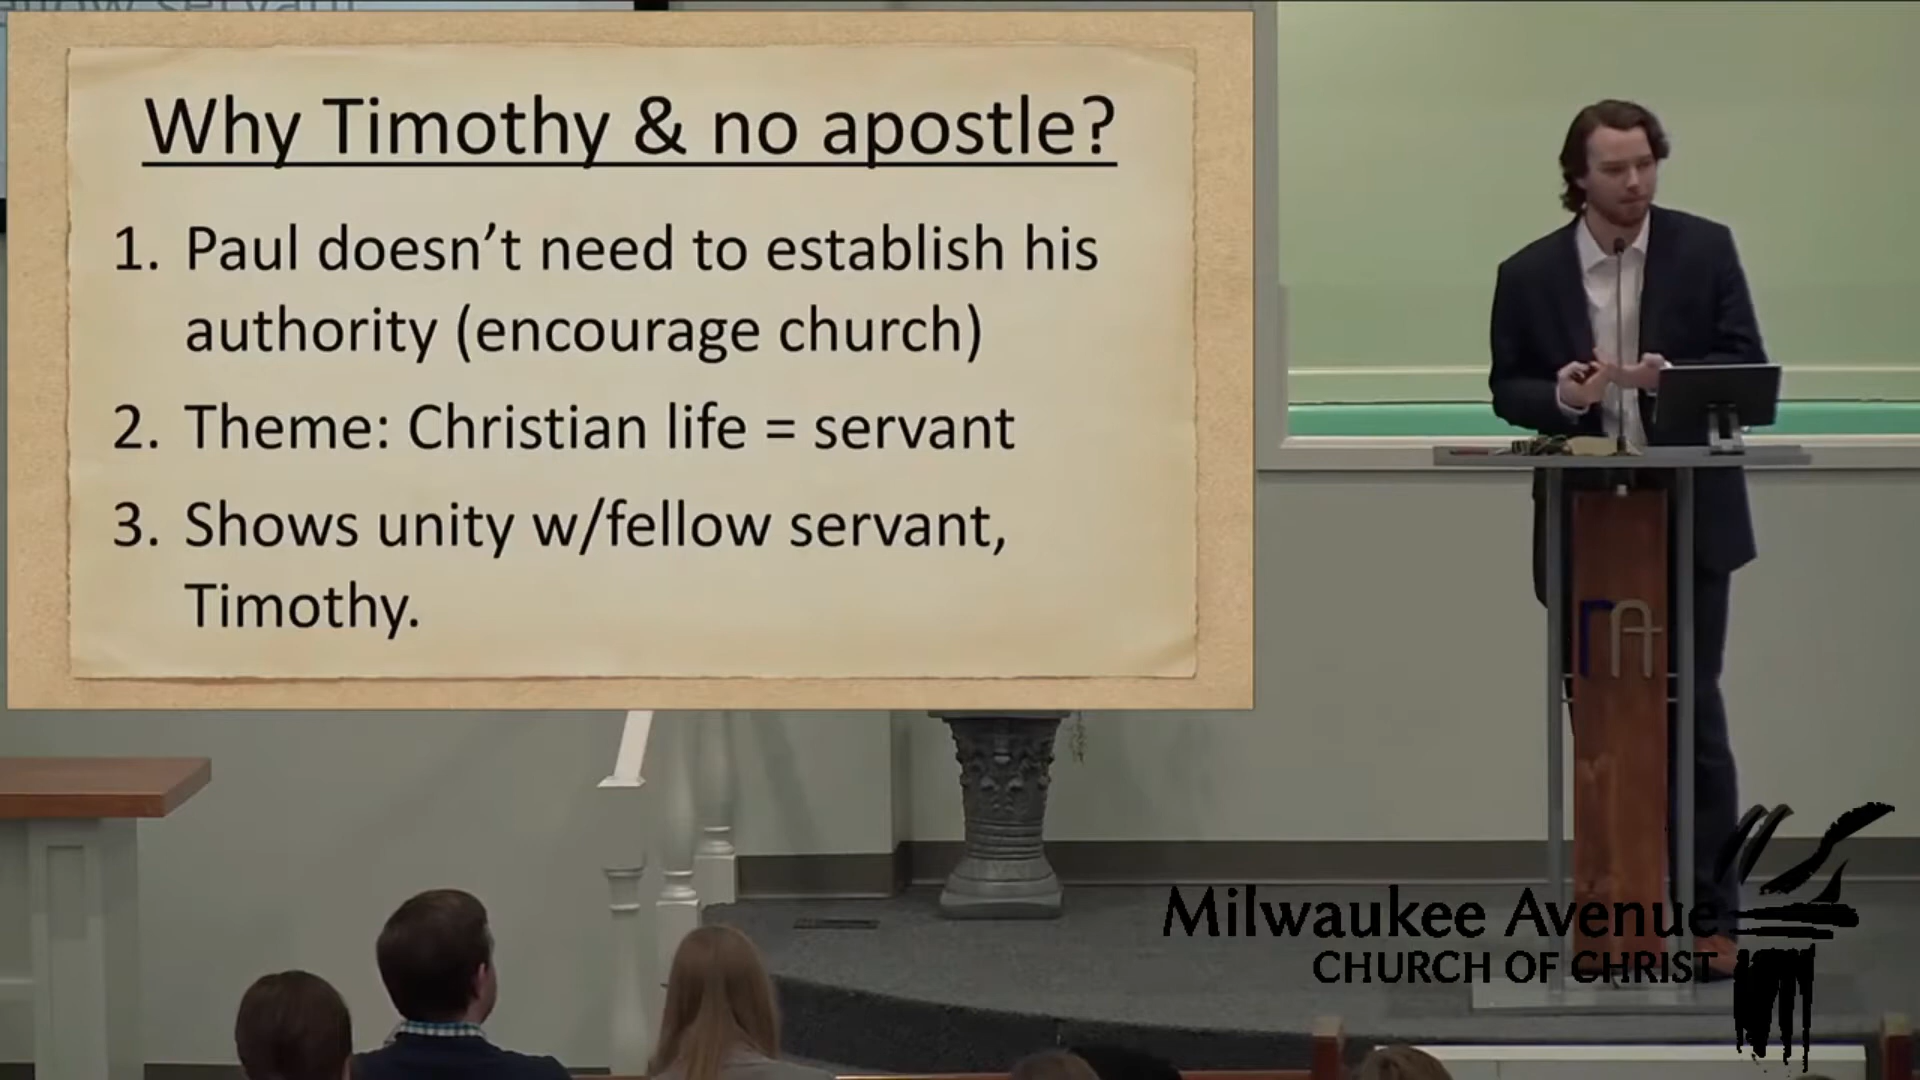 Why Timothy & no apostle?
1. Paul doesn’t need to establish his
authority (encourage church)
2. Theme: Christian life = servant
3. Shows unity w/fellow servant,
Timothy.
Milwaukee Avenue
CHURCH OF CHRIST